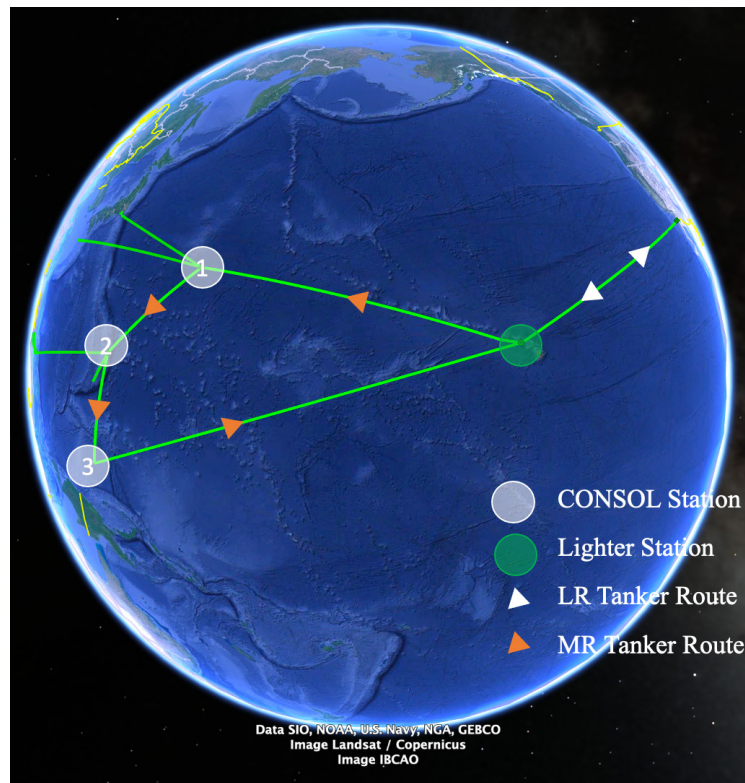 1
2
3
CONSOL Station
Lighter Station
LR Tanker Route
MR Tanker Route
Data SIO, NOAA, U.S. Navy, NGA, GEBCO
Image Landsat / Copernicus
Image IBCAO